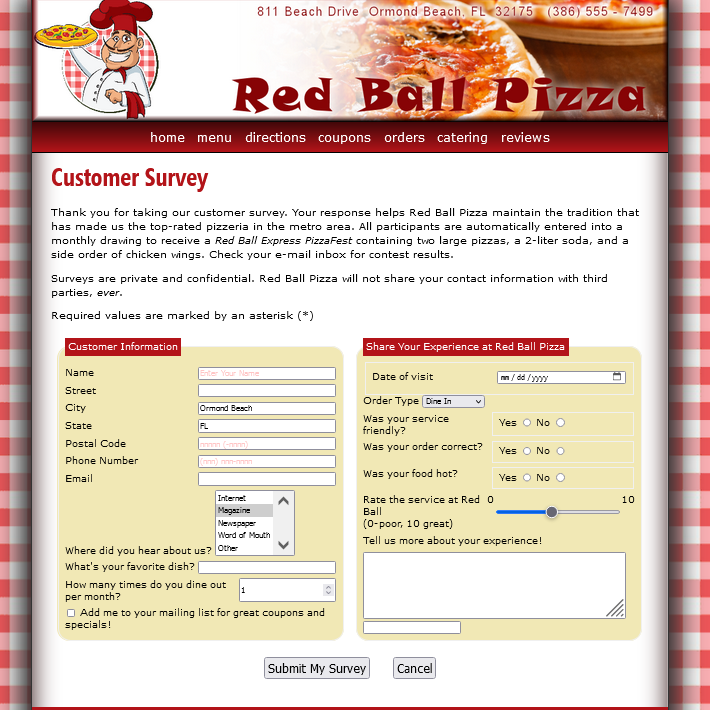 811 Beach Drive Ormond Beach, FL 32175 (386) 555 - 7499
Red Ball Pizza
home menu directions coupons orders catering reviews
Customer Survey
Thank you for taking our customer survey. Your response helps Red Ball Pizza maintain the tradition that
has made us the top-rated pizzeria in the metro area. All participants are automatically entered into a
monthly drawing to receive a Red Ball Express PizzaFest containing two large pizzas, a 2-liter soda, and a
side order of chicken wings. Check your e-mail inbox for contest results.
Surveys are private and confidential. Red Ball Pizza will not share your contact information with third
parties, ever.
Required values are marked by an asterisk (*)
Customer Information
Name Enter Your Name
Street
City Ormond Beach
State FL
Postal Code nnnnn (-nnnn)
Phone Number (nnn) nnn-nnnn
Email
Internet
Magazine
Newspaper
Word of Mouth
Other
Where did you hear about us?
What's your favorite dish?
How many times do you dine out
per month?
1
Add me to your mailing list for great coupons and
specials!
Share Your Experience at Red Ball Pizza
Date of visit mm/dd/yyyy
Order Type Dine In
Was your service
friendly?
Yes No
Was your order correct?
Yes No
Was your food hot?
Yes No
Rate the service at Red
Ball
(0-poor, 10 great)
0 10
Tell us more about your experience!
Submit My Survey Cancel